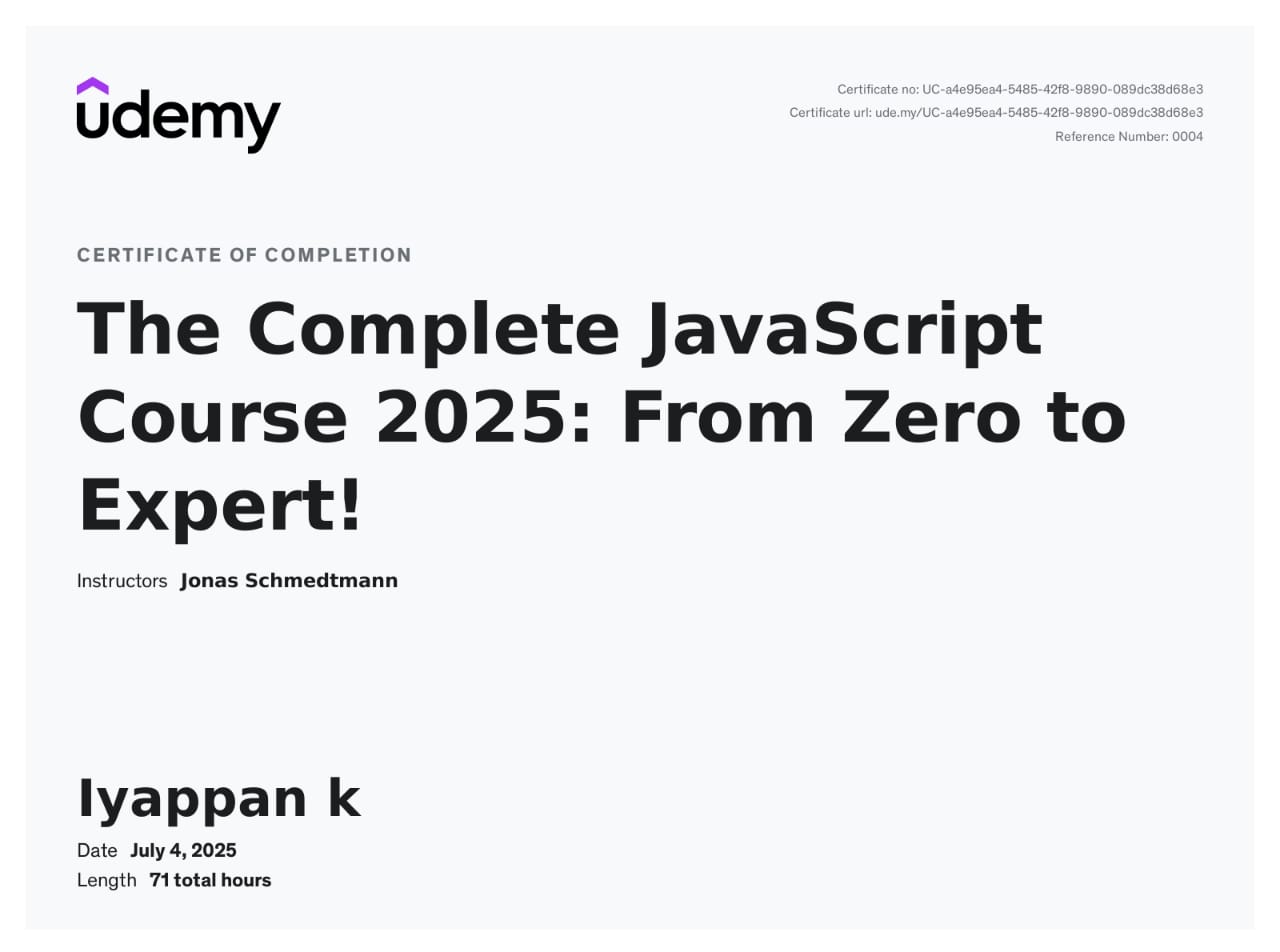 udemy
Certificate no: UC-a4e95ea4-5485-42f8-9890-089dc38d68e3
Certificate url: ude.my/UC-a4e95ea4-5485-42f8-9890-089dc38d68e3
Reference Number: 0004
CERTIFICATE OF COMPLETION
The Complete JavaScript
Course 2025: From Zero to
Expert!
Instructors Jonas Schmedtmann
Iyappan k
Date July 4, 2025
Length 71 total hours